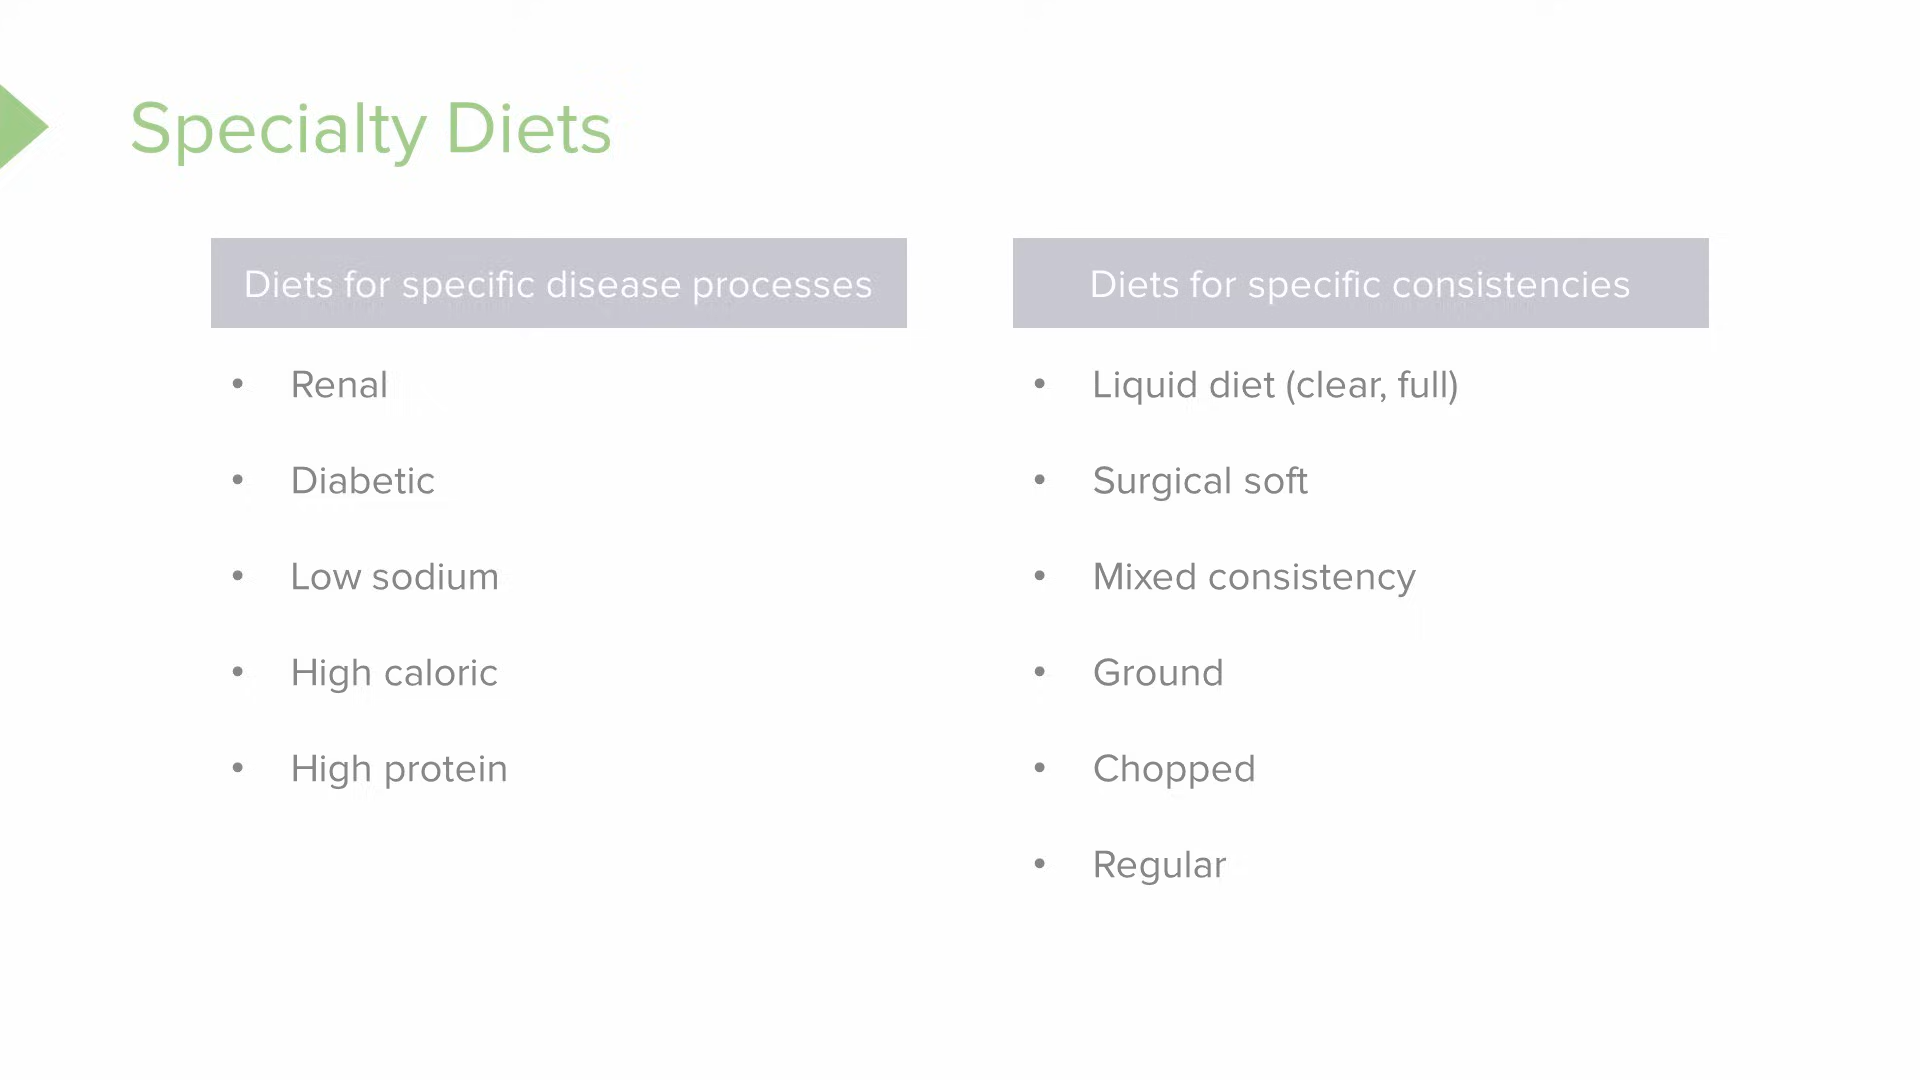 Specialty Diets
Diets for specific disease processes
• Renal
• Diabetic
• Low sodium
• High caloric
• High protein
Diets for specific consistencies
• Liquid diet (clear, full)
• Surgical soft
• Mixed consistency
• Ground
• Chopped
• Regular